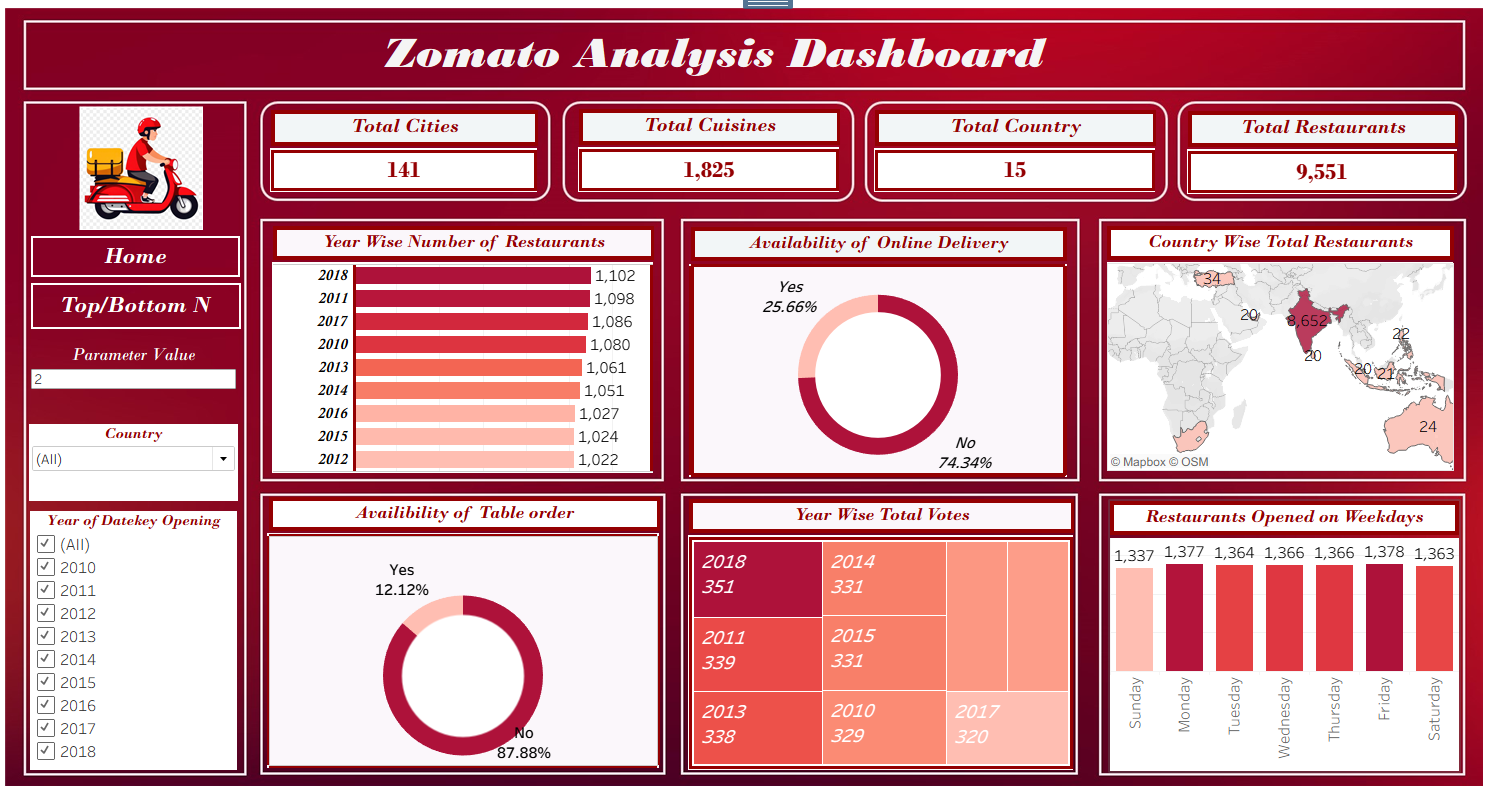 Zomato Analysis Dashboard
Total Cities
141
Total Cuisines
1,825
Total Country
15
Total Restaurants
9,551
Home
Top/Bottom N
Parameter Value
2
Country
(All)
Year of Datekey Opening
(All)
2010
2011
2012
2013
2014
2015
2016
2017
2018
Year Wise Number of Restaurants
2018 1,102
2011 1,098
2017 1,086
2010 1,080
2013 1,061
2014 1,051
2016 1,027
2015 1,024
2012 1,022
Availability of Online Delivery
Yes
25.66%
No
74.34%
Country Wise Total Restaurants
34
20
8,652
22
20
20
21
24
© Mapbox © OSM
Availibility of Table order
Yes
12.12%
No
87.88%
Year Wise Total Votes
2018
351
2011
339
2013
338
2014
331
2015
331
2010
329
2017
320
Restaurants Opened on Weekdays
1,337 1,377 1,364 1,366 1,366 1,378 1,363
Sunday
Monday
Tuesday
Wednesday
Thursday
Friday
Saturday